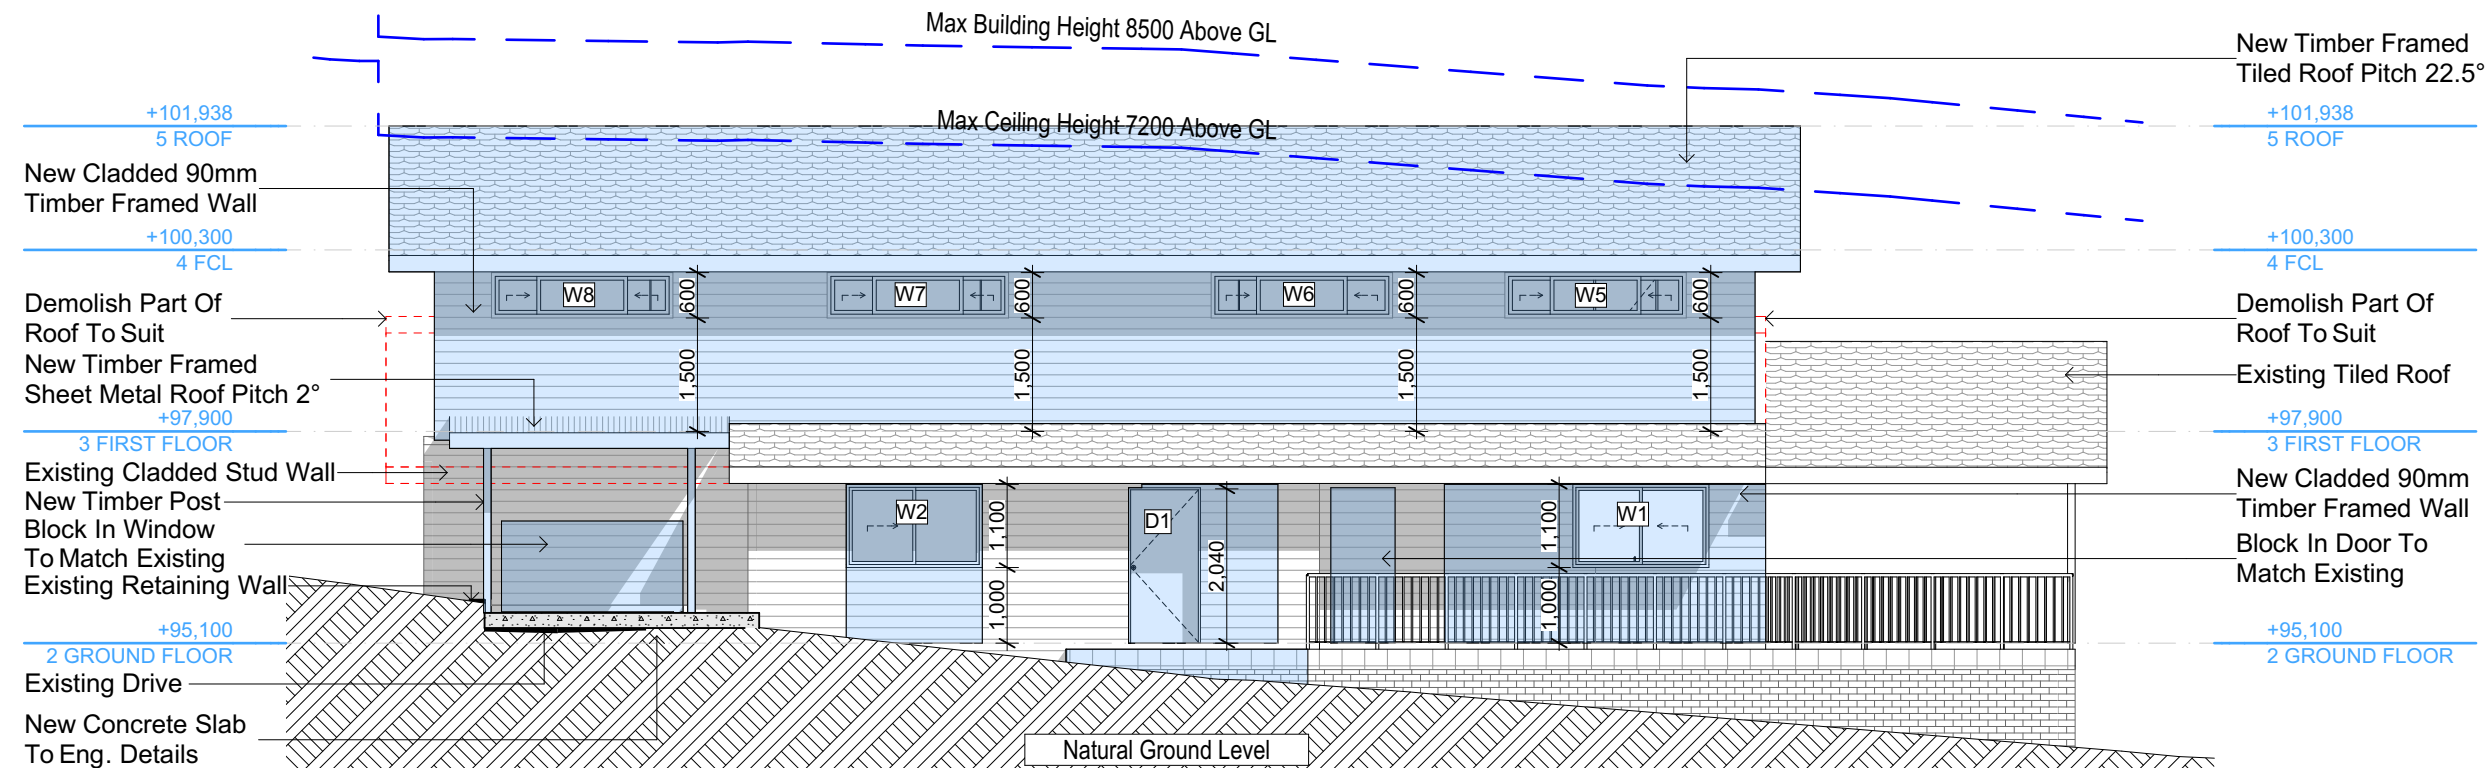 Max Building Height 8500 Above GL
Max Ceiling Height 7200 Above GL
+101,938
5 ROOF
New Cladded 90mm
Timber Framed Wall
+100,300
4 FCL
Demolish Part Of
Roof To Suit
New Timber Framed
Sheet Metal Roof Pitch 2°
+97,900
3 FIRST FLOOR
Existing Cladded Stud Wall
New Timber Post
Block In Window
To Match Existing
Existing Retaining Wall
+95,100
2 GROUND FLOOR
Existing Drive
New Concrete Slab
To Eng. Details
W8
600
1,500
W7
600
1,500
W6
600
1,500
W5
600
1,500
W2
1,100
1,000
D1
2,040
W1
1,100
1,000
Natural Ground Level
New Timber Framed
Tiled Roof Pitch 22.5°
+101,938
5 ROOF
+100,300
4 FCL
Demolish Part Of
Roof To Suit
Existing Tiled Roof
+97,900
3 FIRST FLOOR
New Cladded 90mm
Timber Framed Wall
Block In Door To
Match Existing
+95,100
2 GROUND FLOOR